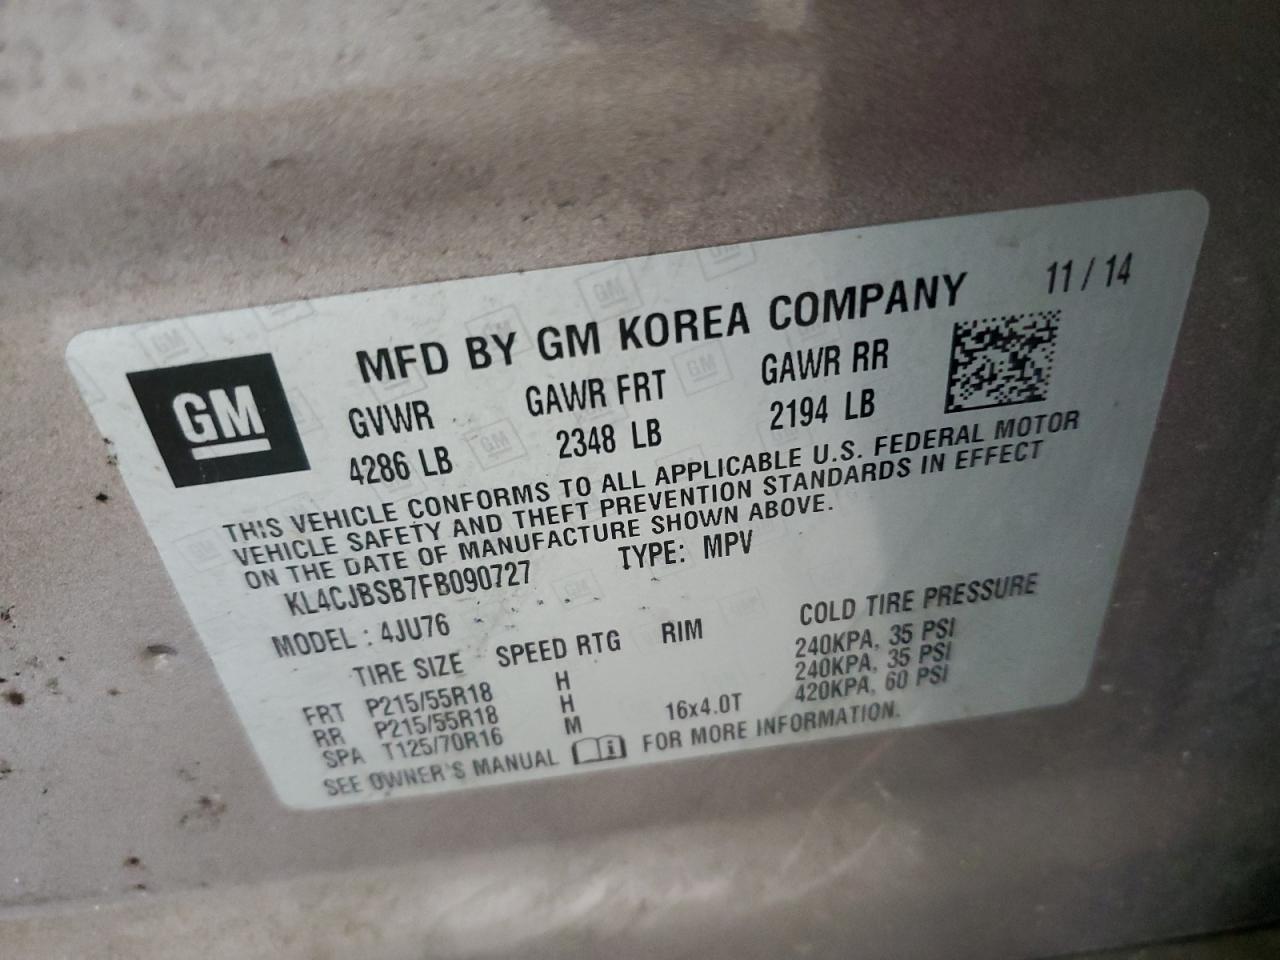 GM
MFD BY GM KOREA COMPANY 11 / 14
GVWR GAWR FRT GAWR RR
4286 LB 2348 LB 2194 LB
THIS VEHICLE CONFORMS TO ALL APPLICABLE U.S. FEDERAL MOTOR
VEHICLE SAFETY AND THEFT PREVENTION STANDARDS IN EFFECT
ON THE DATE OF MANUFACTURE SHOWN ABOVE.
KL4CJBSB7FB090727 TYPE: MPV
MODEL : 4JU76
TIRE SIZE SPEED RTG RIM COLD TIRE PRESSURE
FRT P215/55R18 H 240KPA, 35 PSI
RR P215/55R18 H 240KPA, 35 PSI
SPA T125/70R16 M 16x4.0T 420KPA, 60 PSI
SEE OWNER'S MANUAL FOR MORE INFORMATION.